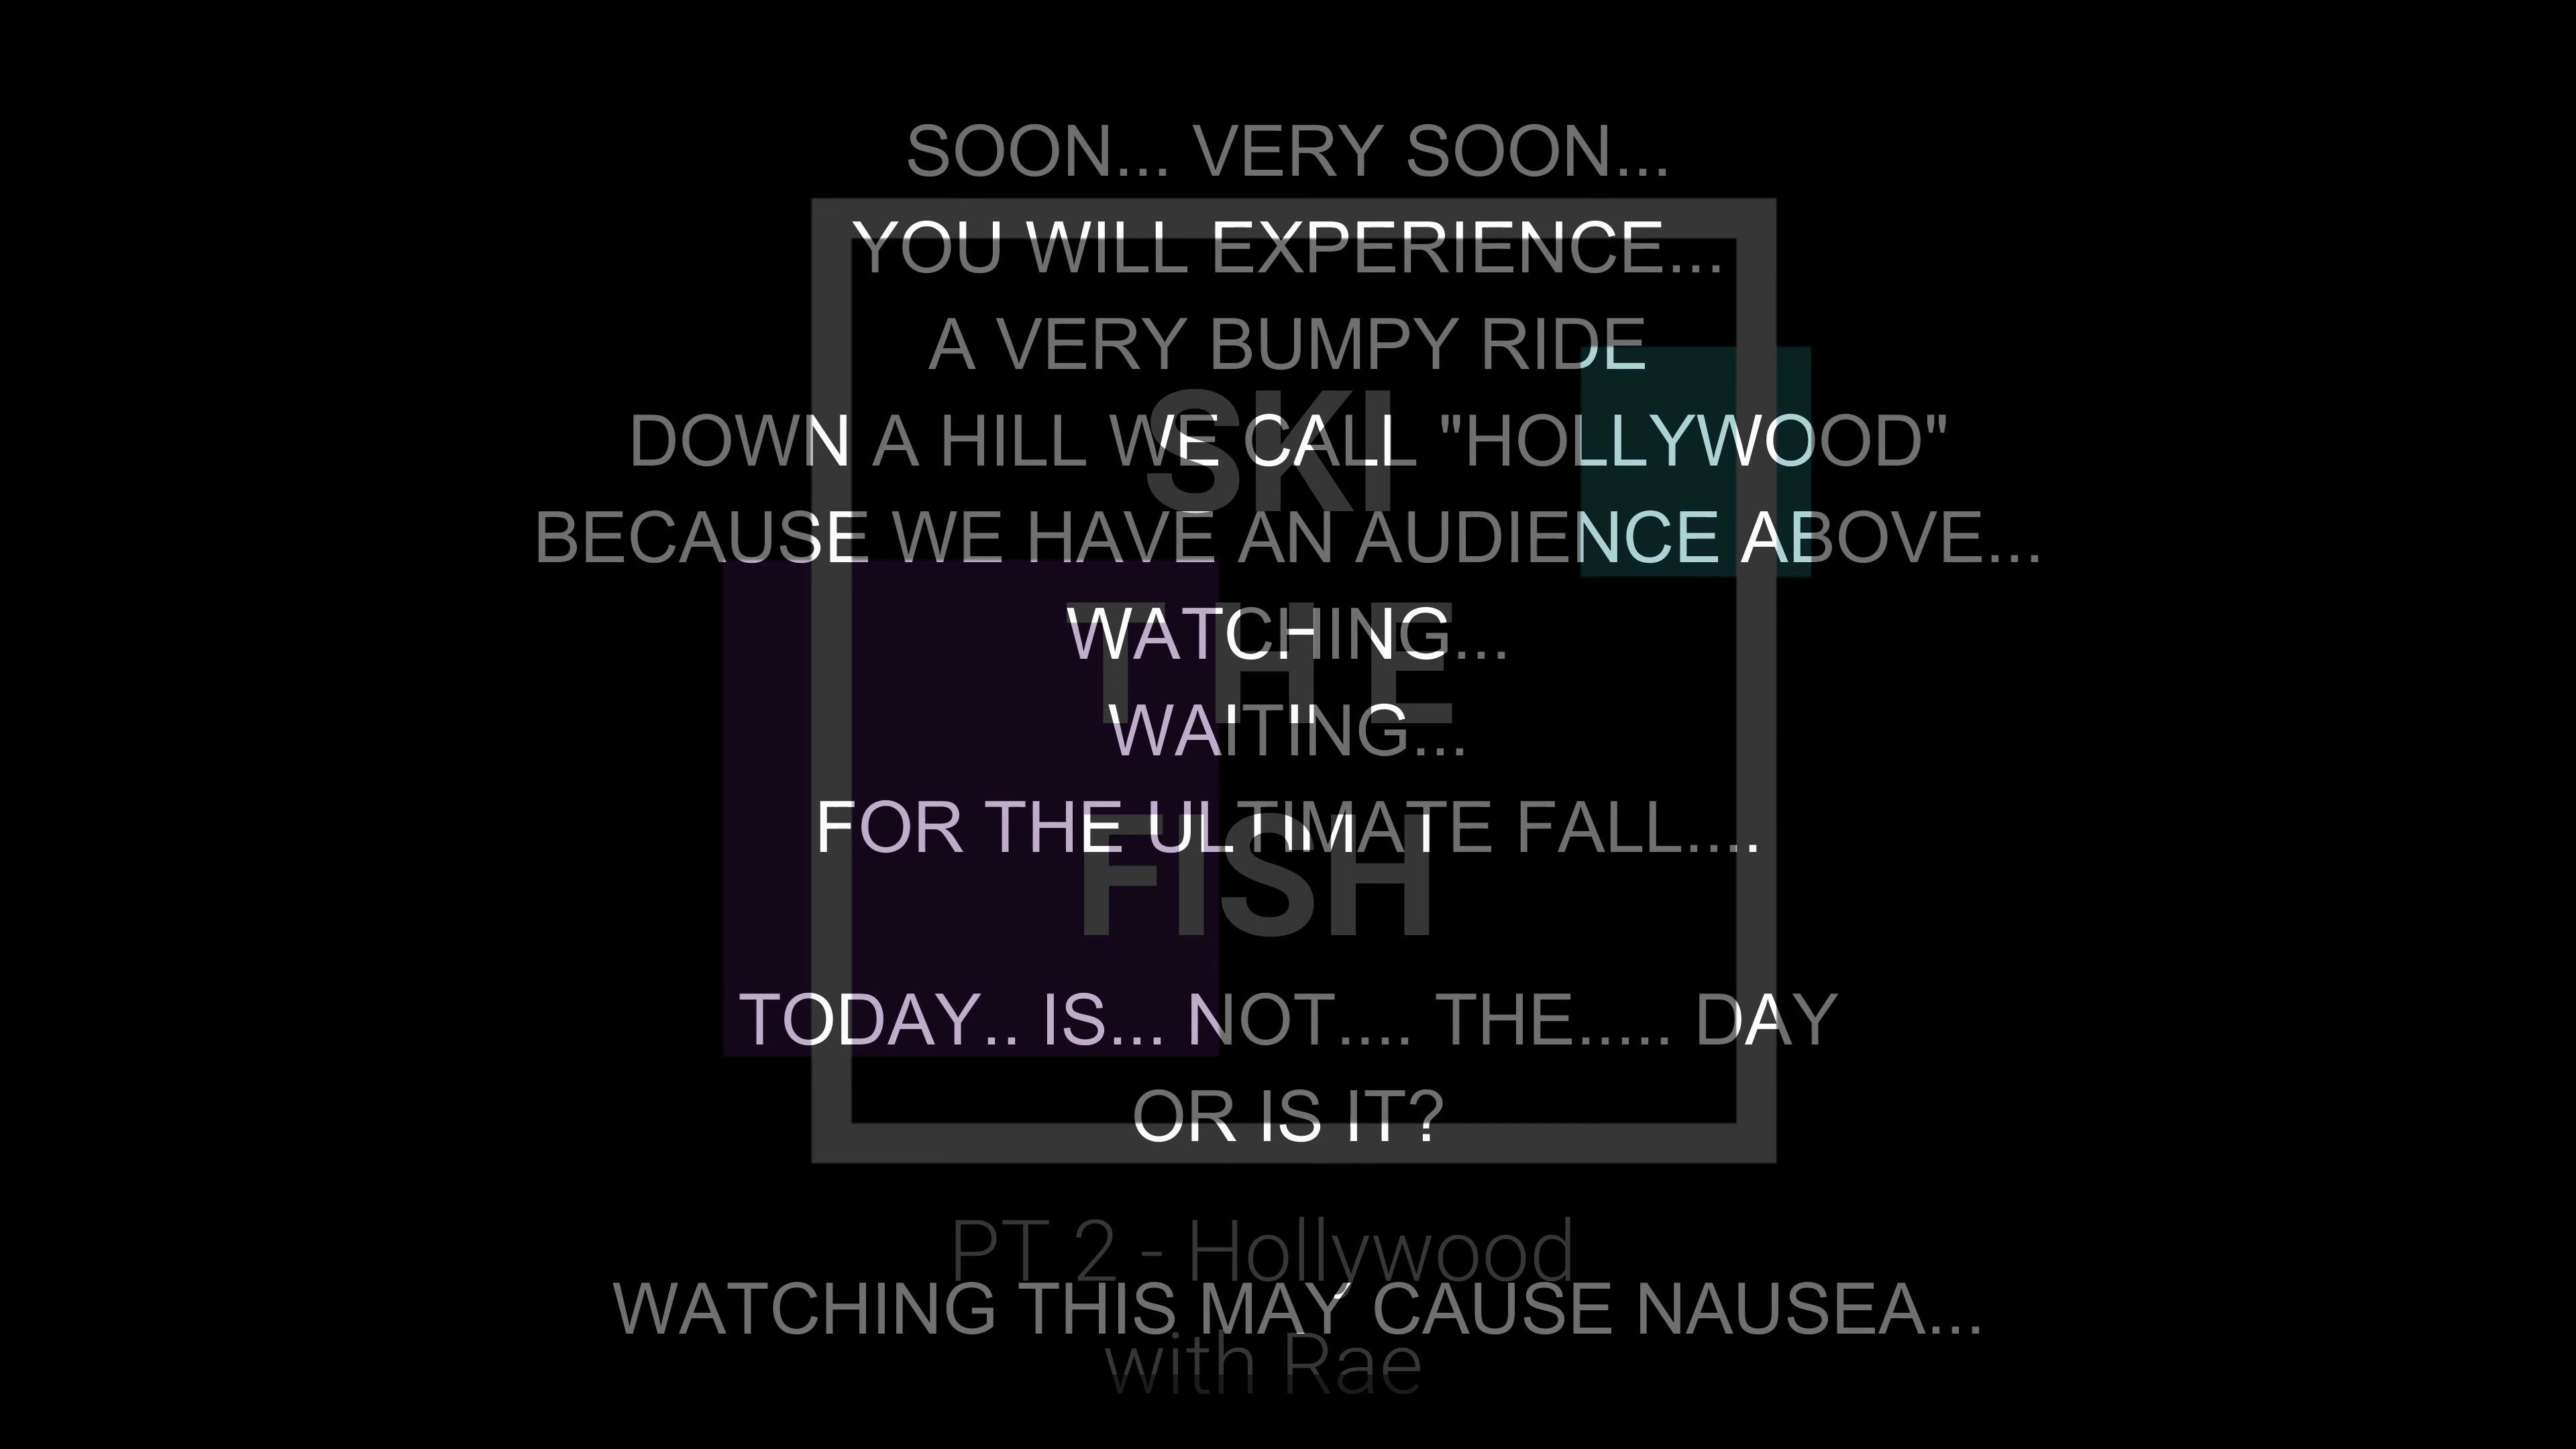 SOON... VERY SOON...
YOU WILL EXPERIENCE...
A VERY BUMPY RIDE
SKI
DOWN A HILL WE CALL "HOLLYWOOD"
BECAUSE WE HAVE AN AUDIENCE ABOVE...
WATCHING...
THE
WAITING...
FOR THE ULTIMATE FALL....
FISH
TODAY.. IS... NOT.... THE..... DAY
OR IS IT?
PT 2 - Hollywood
WATCHING THIS MAY CAUSE NAUSEA...
with Rae